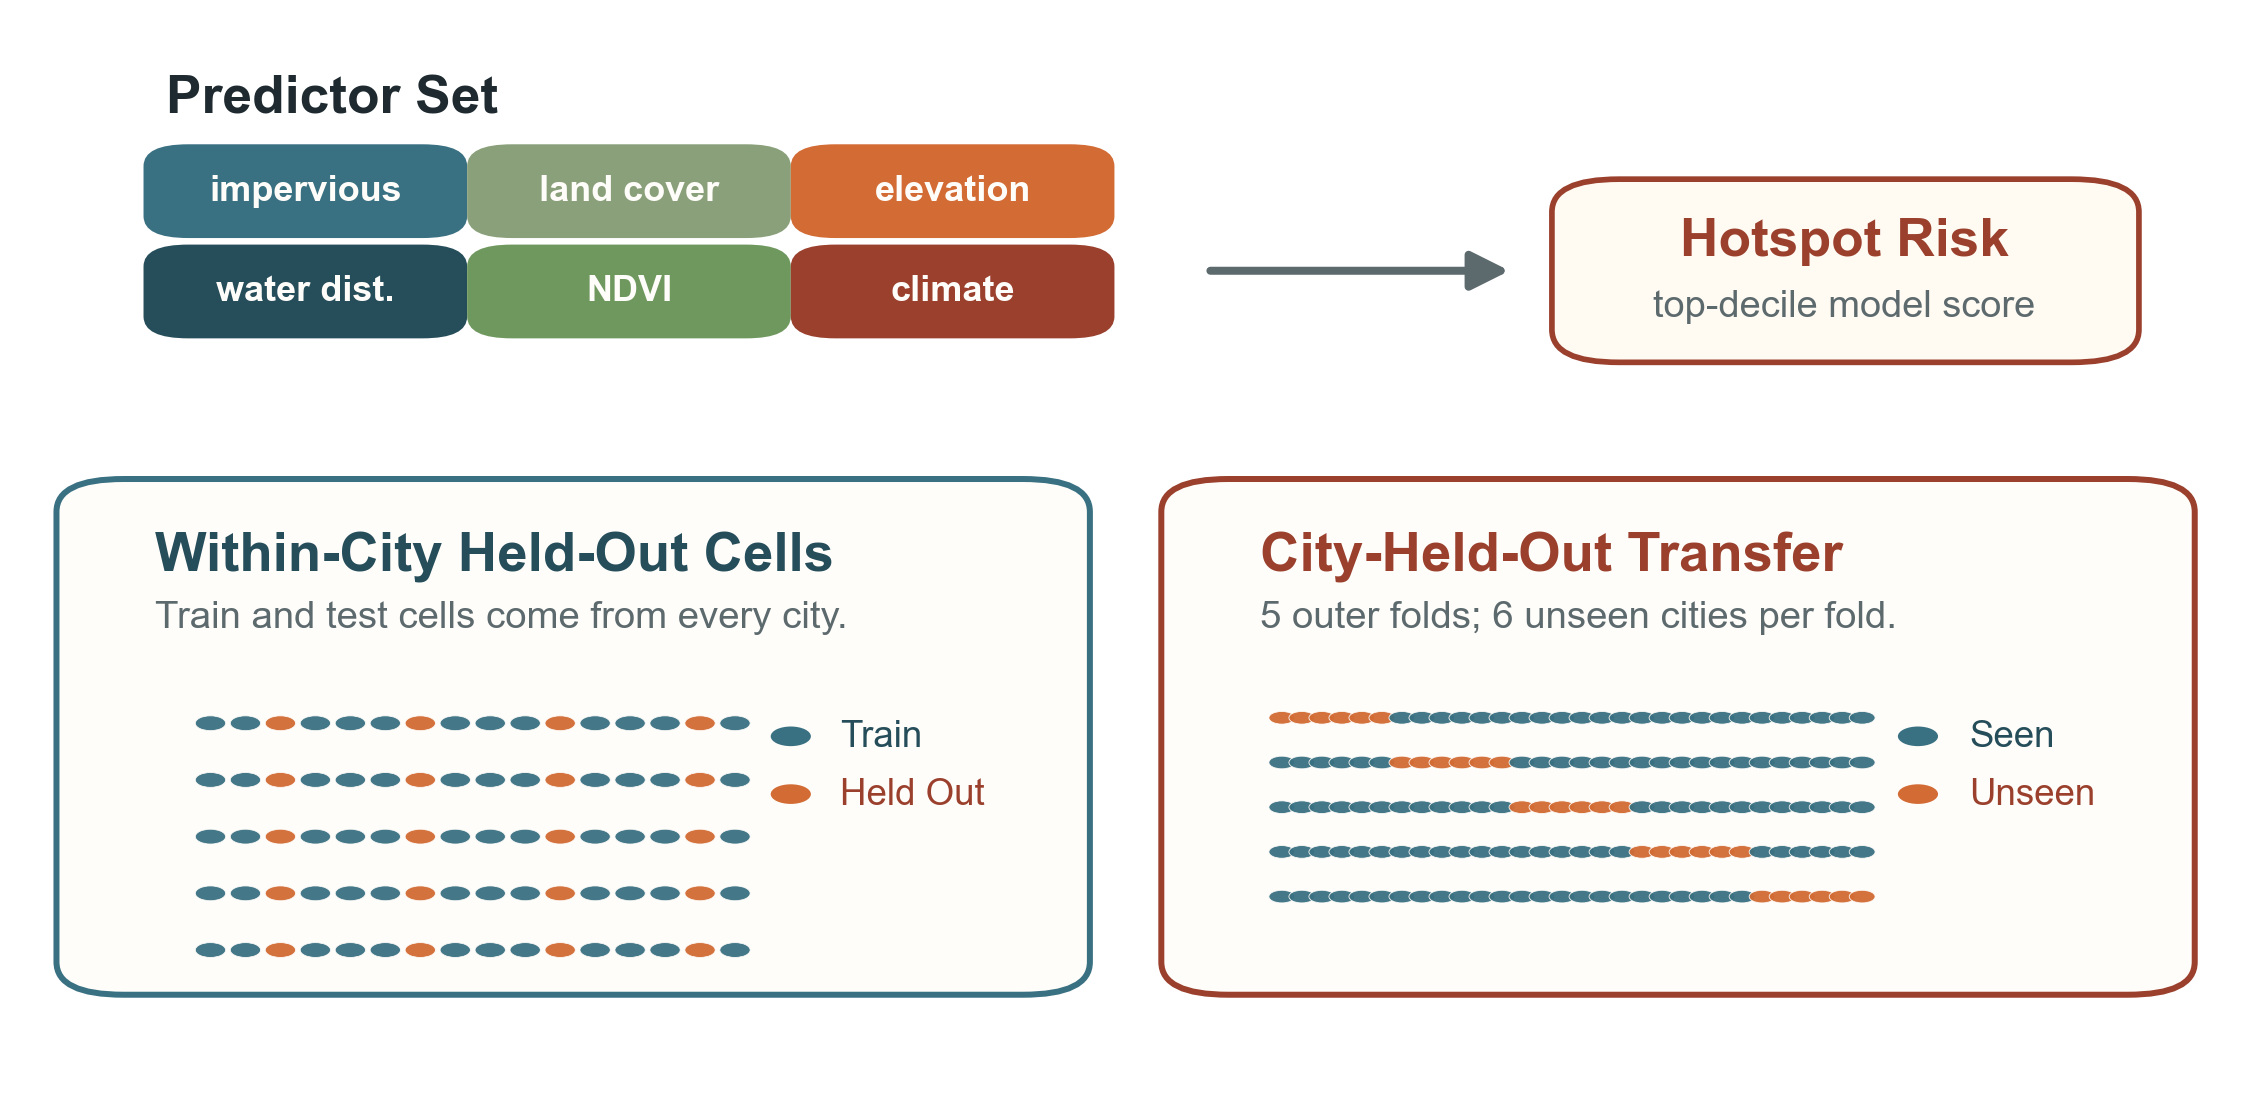 Predictor Set
impervious
land cover
elevation
water dist.
NDVI
climate
Hotspot Risk
top-decile model score
Within-City Held-Out Cells
Train and test cells come from every city.
Train
Held Out
City-Held-Out Transfer
5 outer folds; 6 unseen cities per fold.
Seen
Unseen